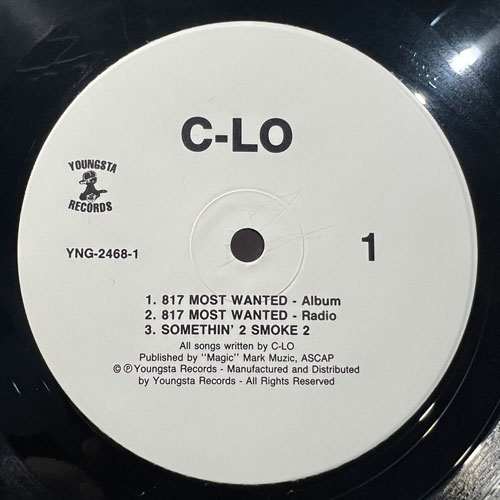 C-LO
YOUNGSTA
RECORDS
YNG-2468-1
1
1. 817 MOST WANTED - Album
2. 817 MOST WANTED - Radio
3. SOMETHIN' 2 SMOKE 2
All songs written by C-LO
Published by "Magic" Mark Muzic, ASCAP
© ℗ Youngsta Records - Manufactured and Distributed
by Youngsta Records - All Rights Reserved